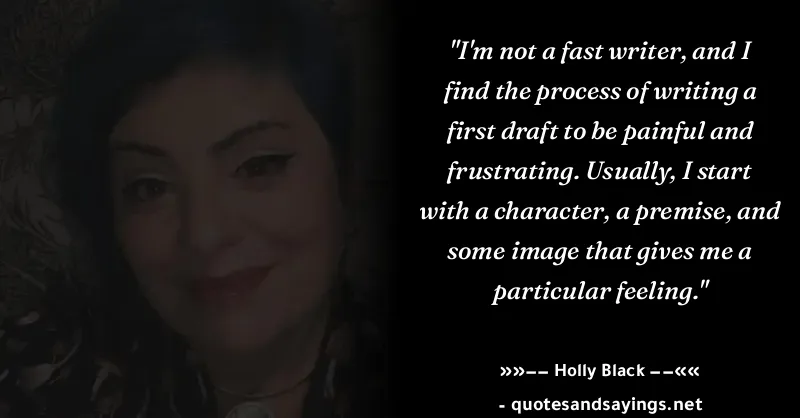 "I'm not a fast writer, and I
find the process of writing a
first draft to be painful and
frustrating. Usually, I start
with a character, a premise, and
some image that gives me a
particular feeling."
»»–– Holly Black ––««
- quotesandsayings.net